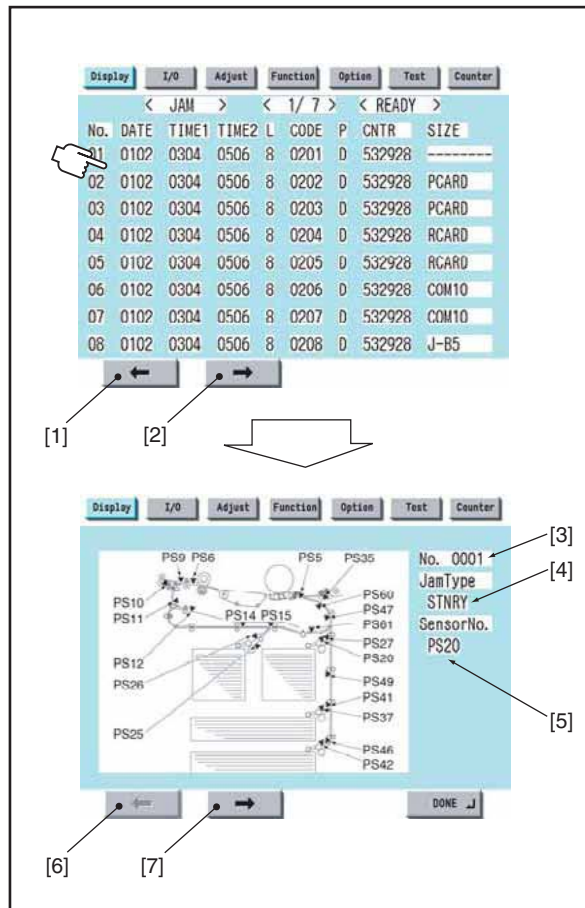 Display I/O Adjust Function Option Test Counter
< JAM > < 1/ 7 > < READY >
No. DATE TIME1 TIME2 L CODE P CNTR SIZE
01 0102 0304 0506 8 0201 D 532928 --------
02 0102 0304 0506 8 0202 D 532928 PCARD
03 0102 0304 0506 8 0203 D 532928 PCARD
04 0102 0304 0506 8 0204 D 532928 RCARD
05 0102 0304 0506 8 0205 D 532928 RCARD
06 0102 0304 0506 8 0206 D 532928 COM10
07 0102 0304 0506 8 0207 D 532928 COM10
08 0102 0304 0506 8 0208 D 532928 J-B5
← →
[1] [2]
Display I/O Adjust Function Option Test Counter
[3]
PS9 PS6 PS5 PS35 No. 0001
JamType
[4]
PS10 PS60 STNRY
PS11 PS14 PS15 PS47
PS61 SensorNo.
PS27 PS20
PS12 PS20
PS26
PS49
PS41
[5]
PS25 PS37
PS46
PS42
← → DONE
[6] [7]